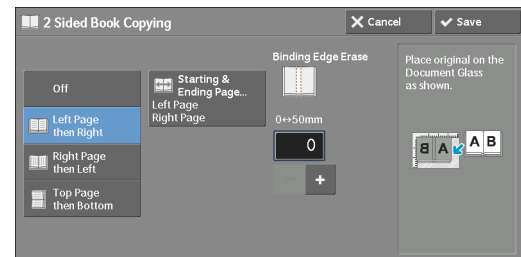 2 Sided Book Copying
Cancel
Save
Off
Left Page
then Right
Right Page
then Left
Top Page
then Bottom
Starting &
Ending Page...
Left Page
Right Page
Binding Edge Erase
0↔50mm
0
+
Place original on the
Document Glass
as shown.
B A
A B